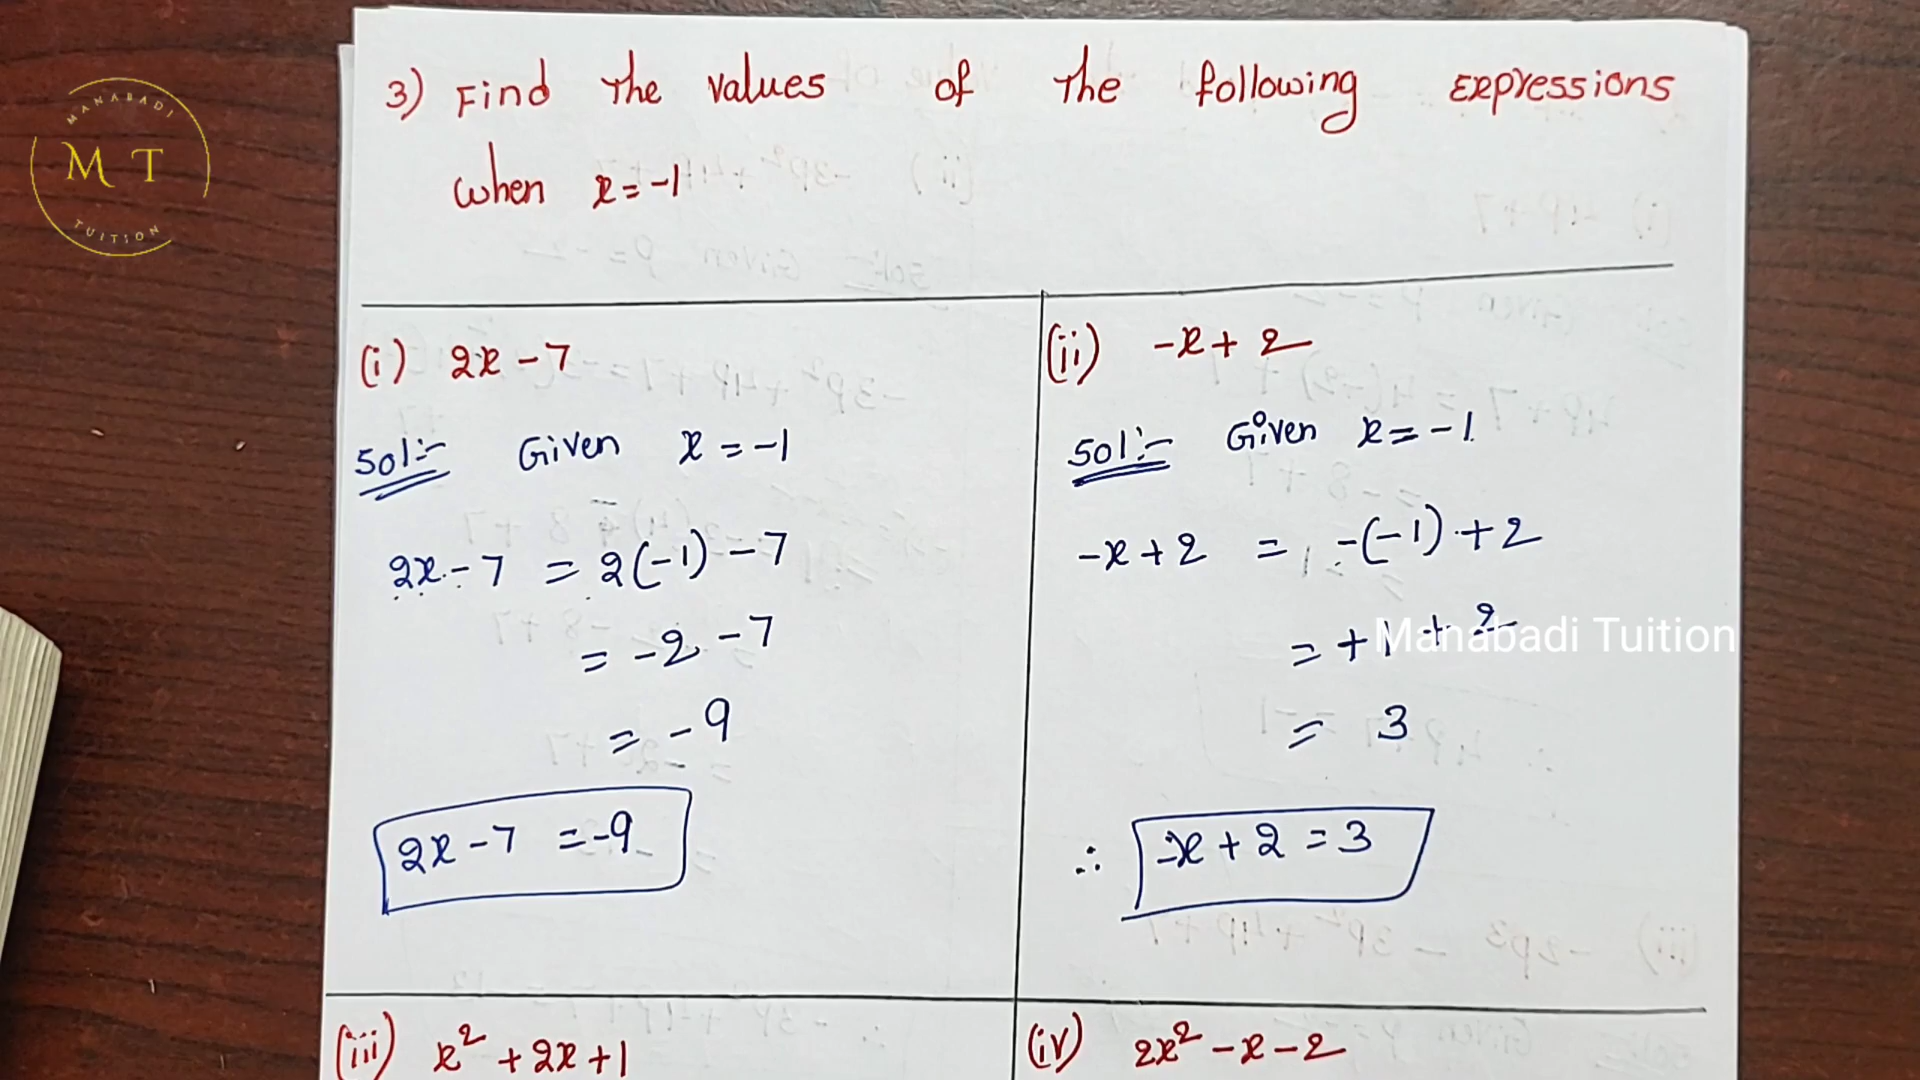 MANABADI
MT
TUITION
3) Find the values of the following expressions
when x=-1
(i) 2x-7
Sol:- Given x=-1
2x-7 = 2(-1)-7
= -2-7
= -9
2x-7 =-9
(ii) -x+2
Sol:- Given x=-1
-x+2 = -(-1)+2
= +1+2
= 3
∴ -x+2=3
Manabadi Tuition
(iii) x²+2x+1
(iv) 2x²-x-2